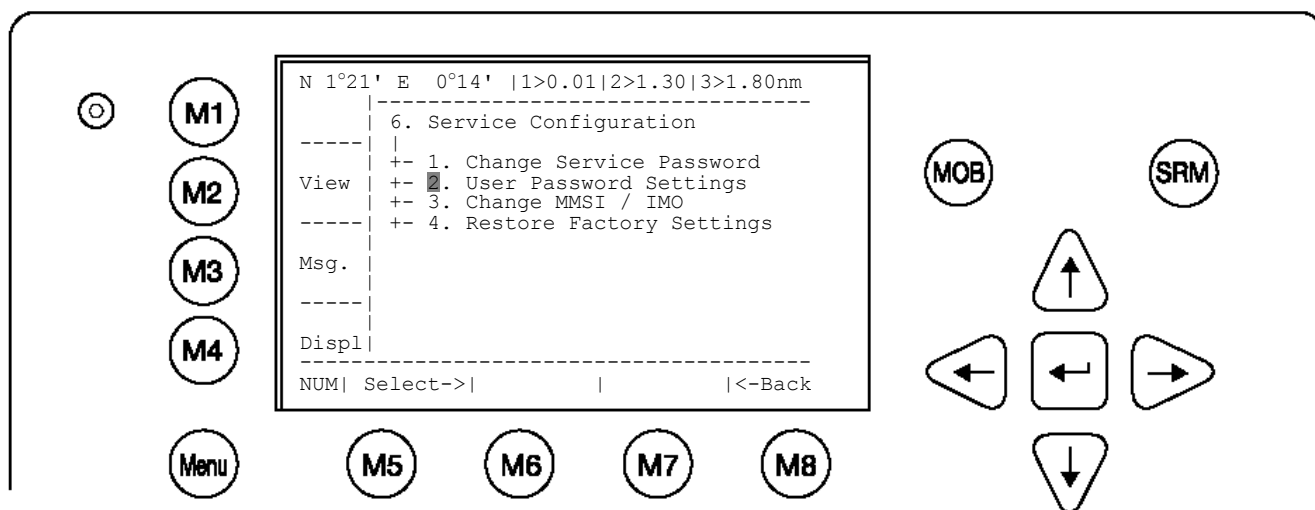 N 1°21' E 0°14' |1>0.01|2>1.30|3>1.80nm
6. Service Configuration
+- 1. Change Service Password
View | +- 2. User Password Settings
+- 3. Change MMSI / IMO
+- 4. Restore Factory Settings
Msg.
Displ|
NUM| Select->| | |<-Back
M1
M2
M3
M4
Menu
M5
M6
M7
M8
MOB
SRM